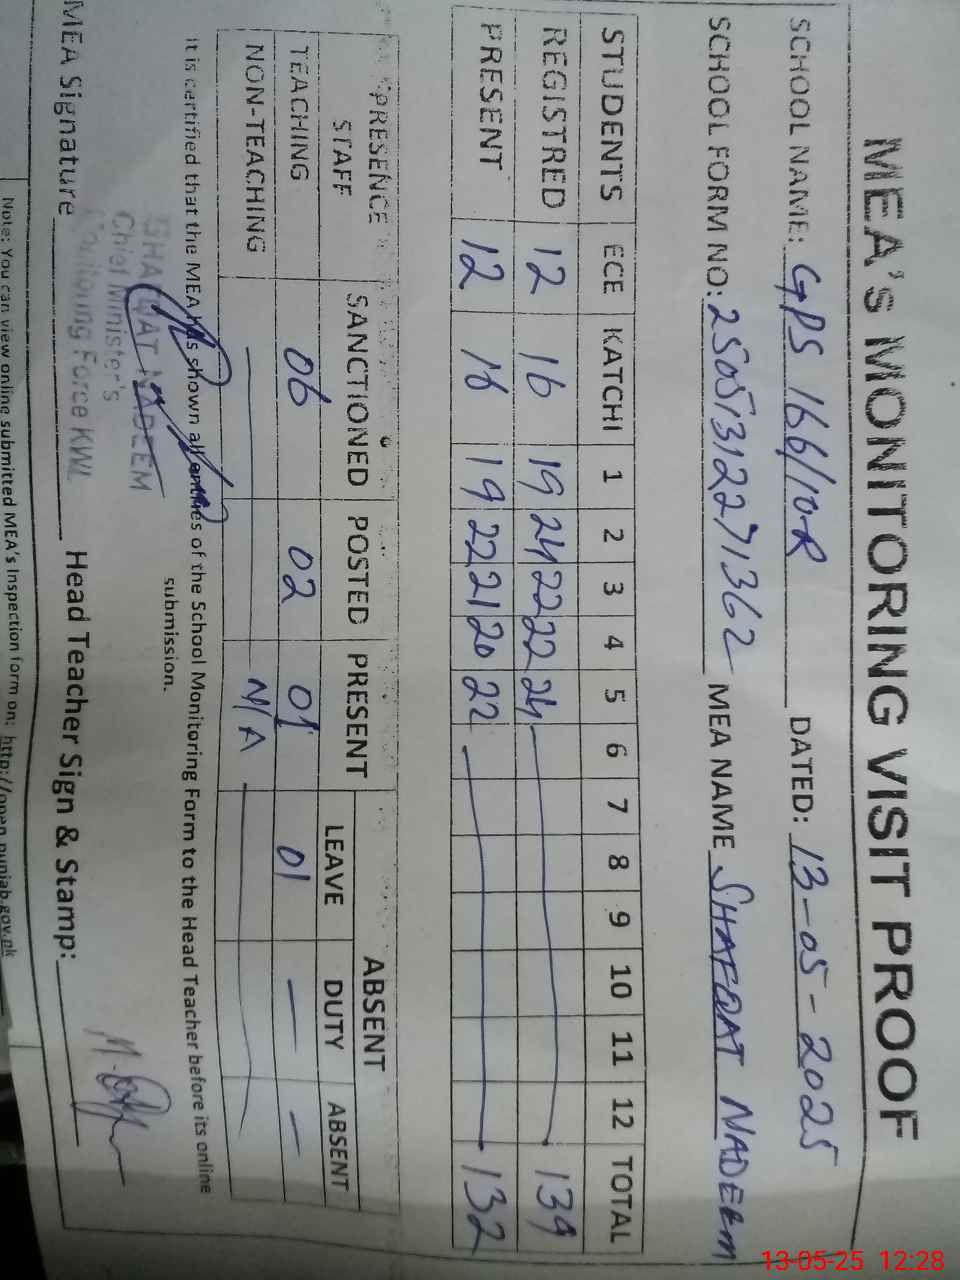 MEA's MONITORING VISIT PROOF
SCHOOL NAME: GPS 166/10-R DATED: 13-05-2025
SCHOOL FORM NO: 25051312271362 MEA NAME SHAFQAT NADEEM
STUDENTS ECE KATCHI 1 2 3 4 5 6 7 8 9 10 11 12 TOTAL
REGISTRED 12 16 19 24 22 22 24 139
PRESENT 12 16 19 22 21 20 22 132
PRESENCE ABSENT
STAFF SANCTIONED POSTED PRESENT LEAVE DUTY ABSENT
TEACHING 06 02 01 01 — —
NON-TEACHING N/A
It is certified that the MEA has shown all entries of the School Monitoring Form to the Head Teacher before its online
submission.
SHAFQAT NADEEM
Chief Minister's
Monitoring Force KWL
MEA Signature Head Teacher Sign & Stamp:
Note: You can view online submitted MEA's Inspection form on: http://open.punjab.gov.pk
13-05-25 12:28